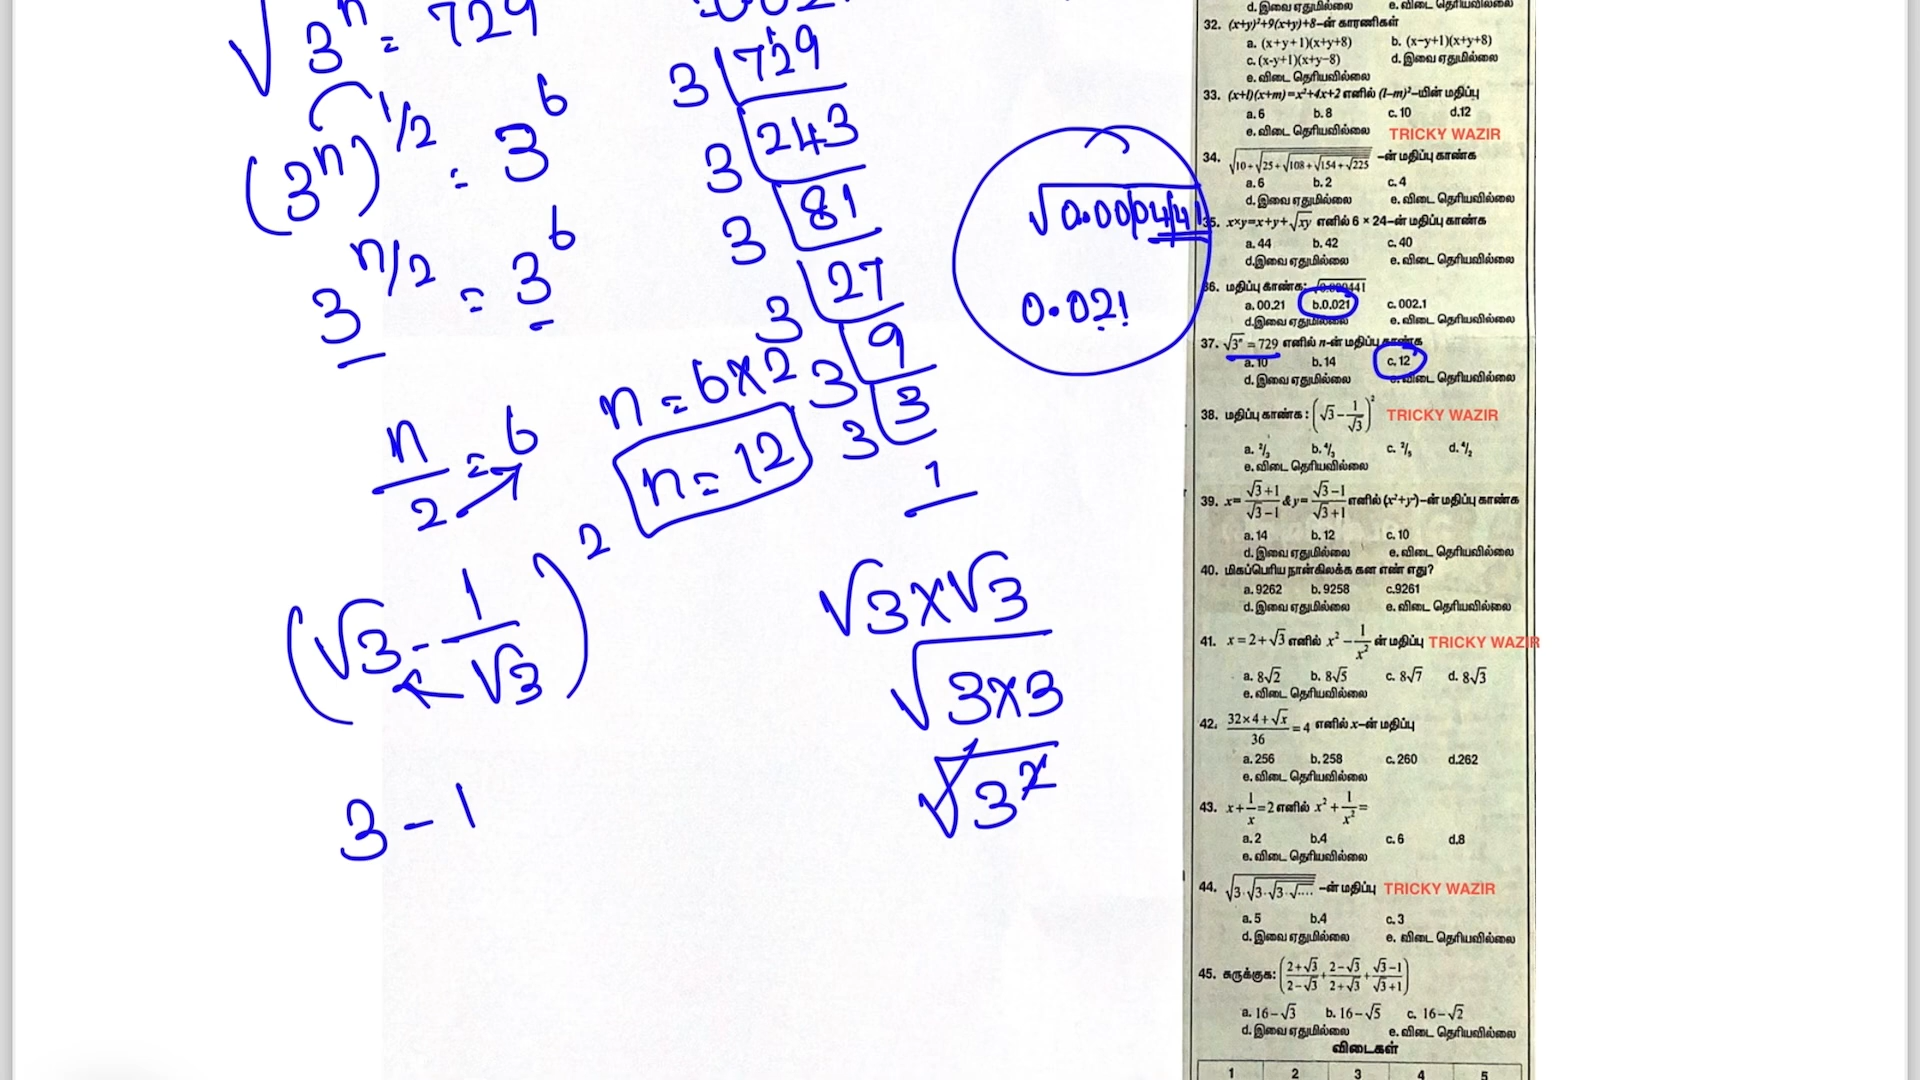 √3ⁿ = 729
3 | 729
(3ⁿ)^1/2 = 3⁶
3 | 243
3 | 81
3^n/2 = 3⁶
3 | 27
3 | 9
3 | 3
1
n/2 = 6
n = 6×2
n = 12
√0.000441
0.021
(√3 - 1/√3)²
√3×√3
√3×3
√3²
3 - 1
d. இவை ஏதுமில்லை e. விடை தெரியவில்லை
32. (x+y)²+9(x+y)+8-ன் காரணிகள்
a. (x+y+1)(x+y+8) b. (x-y+1)(x+y+8)
c. (x-y+1)(x+y-8) d. இவை ஏதுமில்லை
e. விடை தெரியவில்லை
33. (x+l)(x+m)=x²+4x+2 எனில் (l-m)²-யின் மதிப்பு
a. 6 b. 8 c. 10 d.12
e. விடை தெரியவில்லை TRICKY WAZIR
34. √10+√25+√108+√154+√225 -ன் மதிப்பு காண்க
a. 6 b. 2 c. 4
d. இவை ஏதுமில்லை e. விடை தெரியவில்லை
35. x×y=x+y+√xy எனில் 6 × 24-ன் மதிப்பு காண்க
a. 44 b. 42 c. 40
d.இவை ஏதுமில்லை e. விடை தெரியவில்லை
36. மதிப்பு காண்க: √0.000441
a. 00.21 b.0.021 c. 002.1
d.இவை ஏதுமில்லை e. விடை தெரியவில்லை
37. √3ⁿ = 729 எனில் n-ன் மதிப்பு காண்க
a. 10 b. 14 c. 12
d. இவை ஏதுமில்லை e. விடை தெரியவில்லை
38. மதிப்பு காண்க : (√3 - 1/√3)² TRICKY WAZIR
a. ²/₃ b. ⁴/₃ c. ²/₅ d. ⁴/₂
e. விடை தெரியவில்லை
39. x= √3+1/√3-1 & y= √3-1/√3+1 எனில் (x²+y²)-ன் மதிப்பு காண்க
a. 14 b. 12 c. 10
d. இவை ஏதுமில்லை e. விடை தெரியவில்லை
40. மிகப்பெரிய நான்கிலக்க கன எண் எது?
a. 9262 b. 9258 c.9261
d. இவை ஏதுமில்லை e. விடை தெரியவில்லை
41. x = 2+√3 எனில் x² - 1/x² ன் மதிப்பு TRICKY WAZIR
a. 8√2 b. 8√5 c. 8√7 d. 8√3
e. விடை தெரியவில்லை
42. 32×4+√x/36 = 4 எனில் x-ன் மதிப்பு
a. 256 b. 258 c. 260 d.262
e. விடை தெரியவில்லை
43. x+1/x=2 எனில் x²+1/x²=
a. 2 b.4 c. 6 d.8
e. விடை தெரியவில்லை
44. √3·√3·√3·√.... -ன் மதிப்பு TRICKY WAZIR
a. 5 b.4 c. 3
d. இவை ஏதுமில்லை e. விடை தெரியவில்லை
45. சுருக்குக: (2+√3/2-√3 + 2-√3/2+√3 + √3-1/√3+1)
a. 16-√3 b. 16-√5 c. 16-√2
d. இவை ஏதுமில்லை e. விடை தெரியவில்லை
விடைகள்
1 2 3 4 5